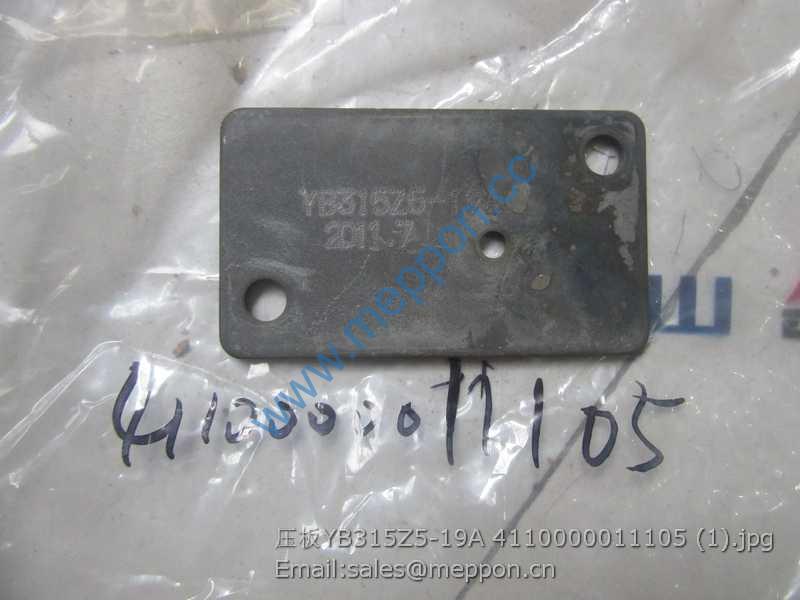 YB315Z5-19A
2011.7
www.meppon.cc
4110000011105
压板YB315Z5-19A 4110000011105 (1).jpg
Email:sales@meppon.cn